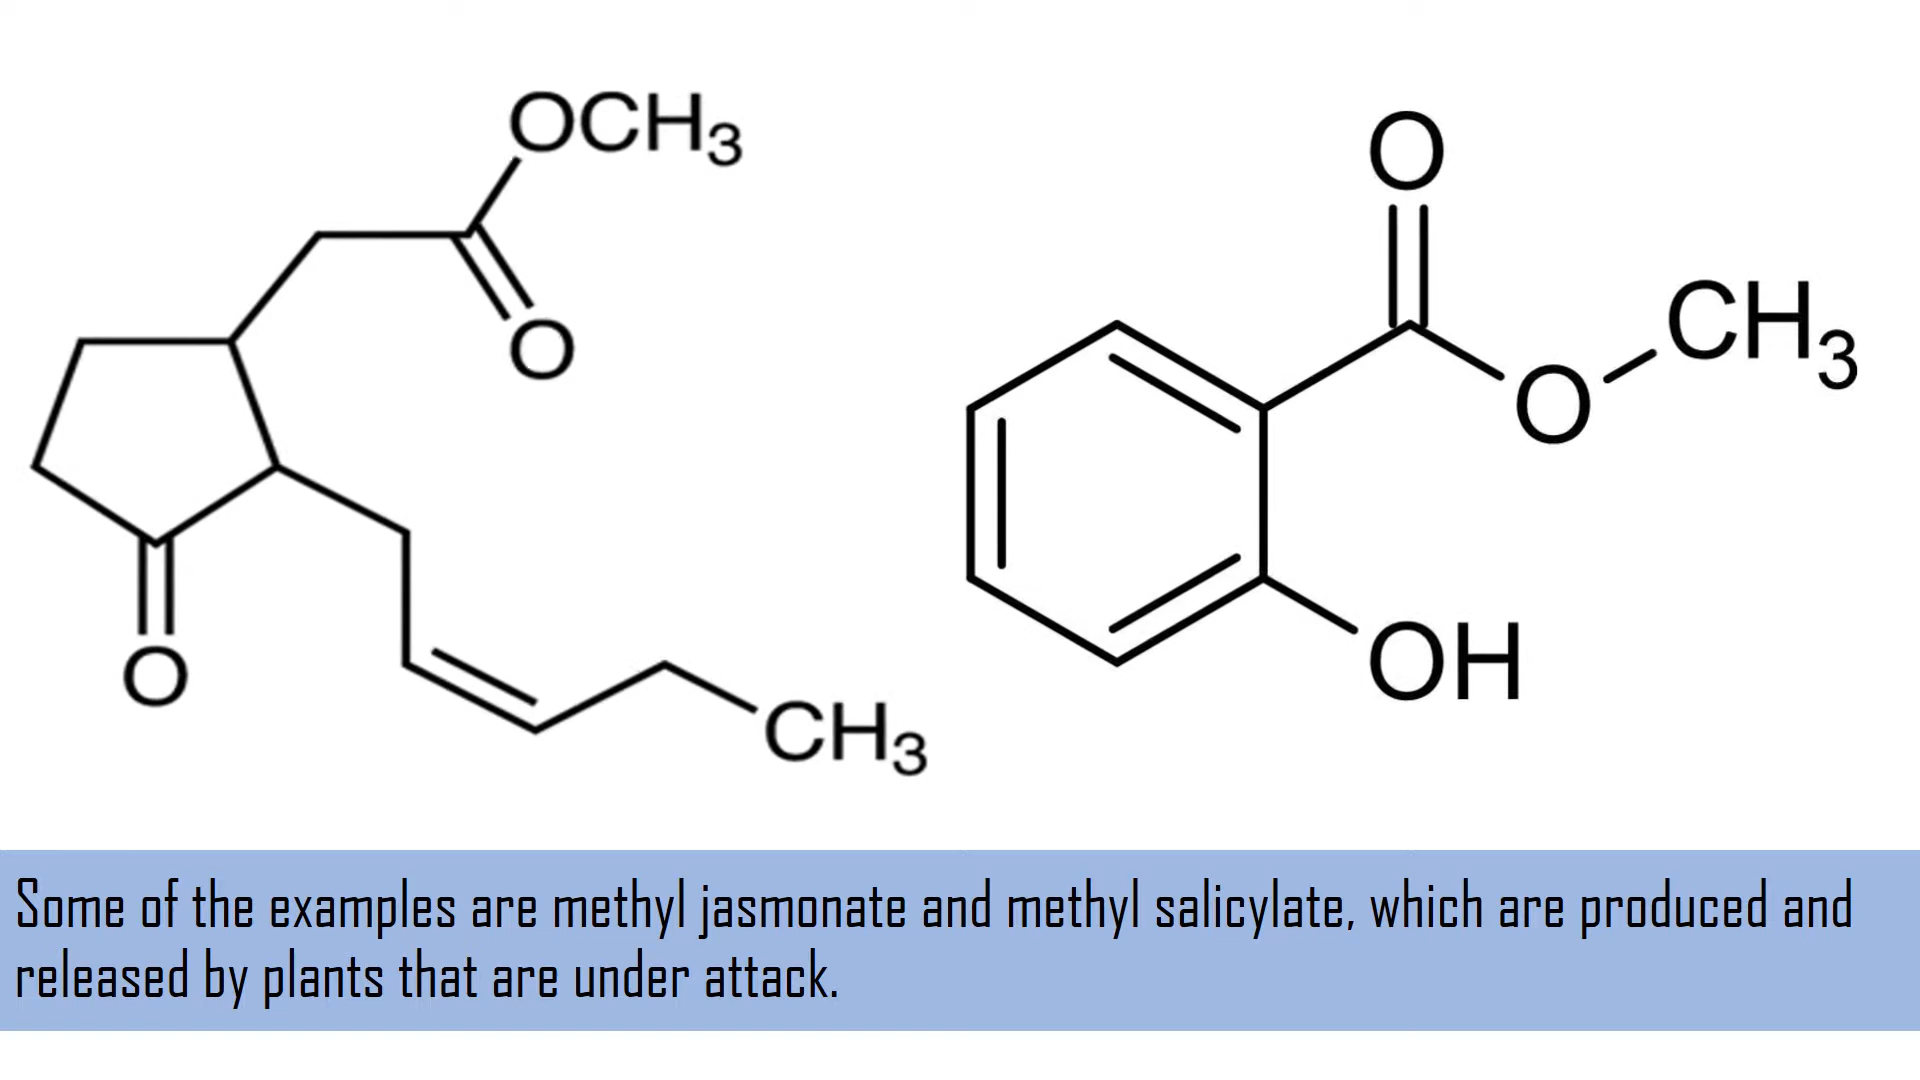 OCH3
O
O
CH3
O
CH3
O
OH
Some of the examples are methyl jasmonate and methyl salicylate, which are produced and
released by plants that are under attack.